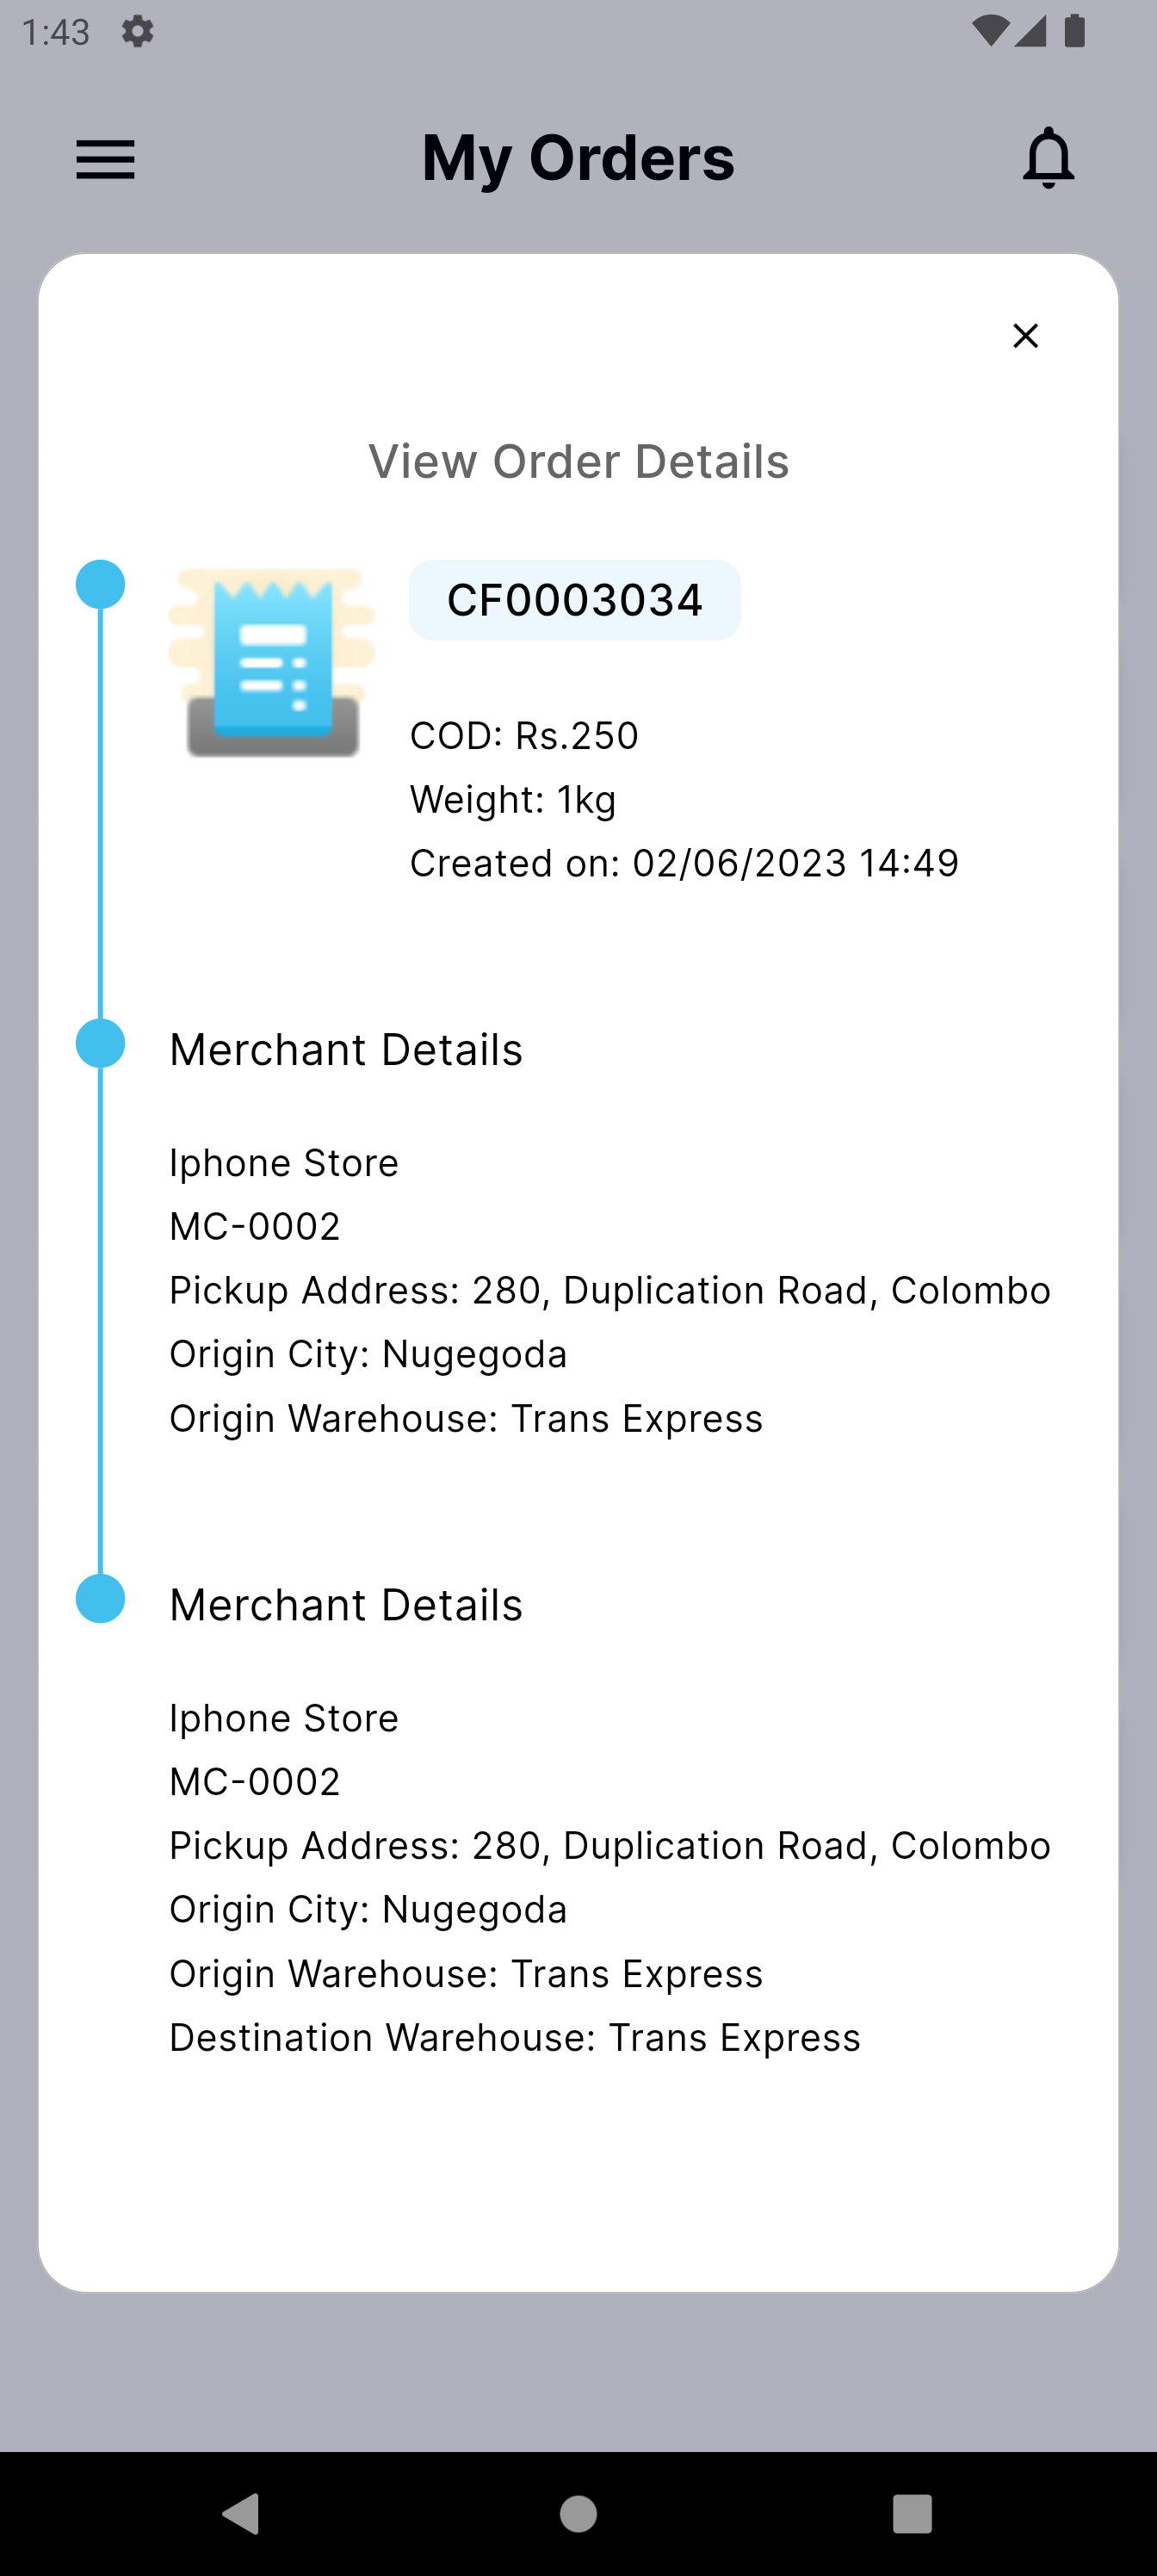 1:43
My Orders
View Order Details
CF0003034
COD: Rs.250
Weight: 1kg
Created on: 02/06/2023 14:49
Merchant Details
Iphone Store
MC-0002
Pickup Address: 280, Duplication Road, Colombo
Origin City: Nugegoda
Origin Warehouse: Trans Express
Merchant Details
Iphone Store
MC-0002
Pickup Address: 280, Duplication Road, Colombo
Origin City: Nugegoda
Origin Warehouse: Trans Express
Destination Warehouse: Trans Express